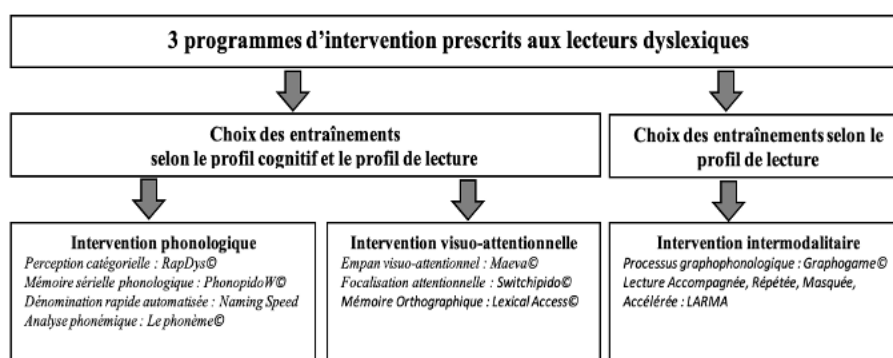 3 programmes d'intervention prescrits aux lecteurs dyslexiques
Choix des entraînements
selon le profil cognitif et le profil de lecture
Choix des entraînements selon le
profil de lecture
Intervention phonologique
Perception catégorielle : RapDys©
Mémoire sérielle phonologique : PhonopidoW©
Dénomination rapide automatisée : Naming Speed
Analyse phonémique : Le phonème©
Intervention visuo-attentionnelle
Empan visuo-attentionnel : Maeva©
Focalisation attentionnelle : Switchipido©
Mémoire Orthographique : Lexical Access©
Intervention intermodalitaire
Processus graphophonologique : Graphogame©
Lecture Accompagnée, Répétée, Masquée,
Accélérée : LARMA